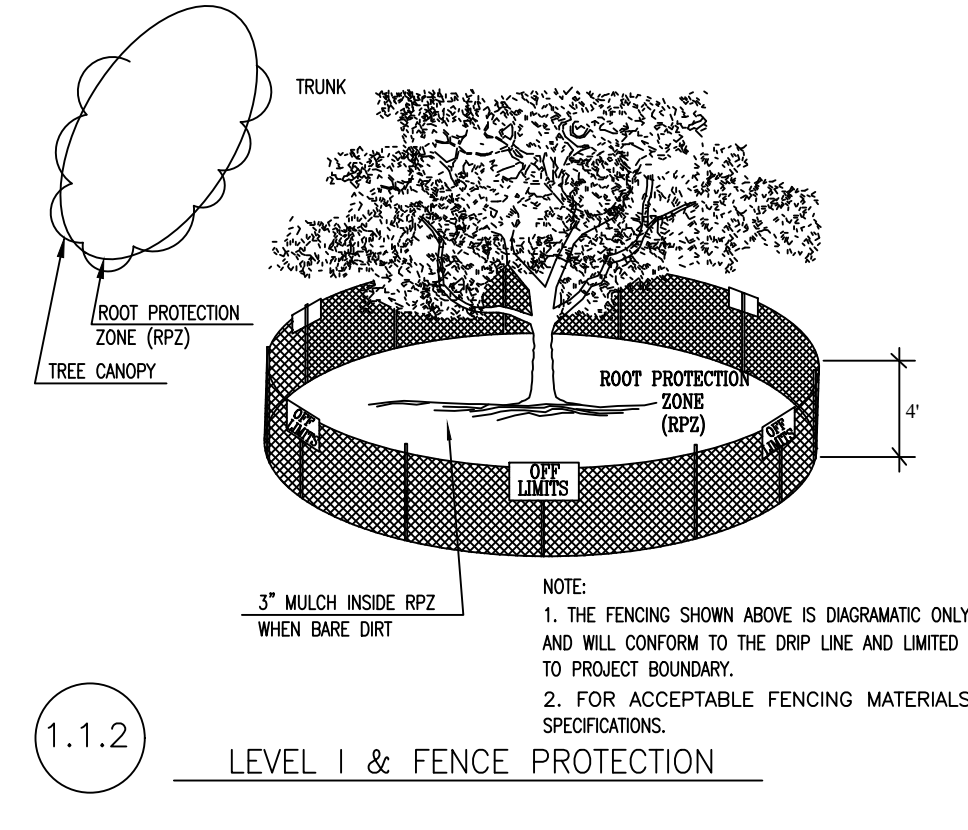 TRUNK
ROOT PROTECTION
ZONE (RPZ)
TREE CANOPY
ROOT PROTECTION
ZONE
(RPZ)
4'
OFF
LIMITS
OFF
LIMITS
OFF
LIMITS
3" MULCH INSIDE RPZ
WHEN BARE DIRT
NOTE:
1. THE FENCING SHOWN ABOVE IS DIAGRAMATIC ONLY
AND WILL CONFORM TO THE DRIP LINE AND LIMITED
TO PROJECT BOUNDARY.
2. FOR ACCEPTABLE FENCING MATERIALS
SPECIFICATIONS.
1.1.2
LEVEL I & FENCE PROTECTION